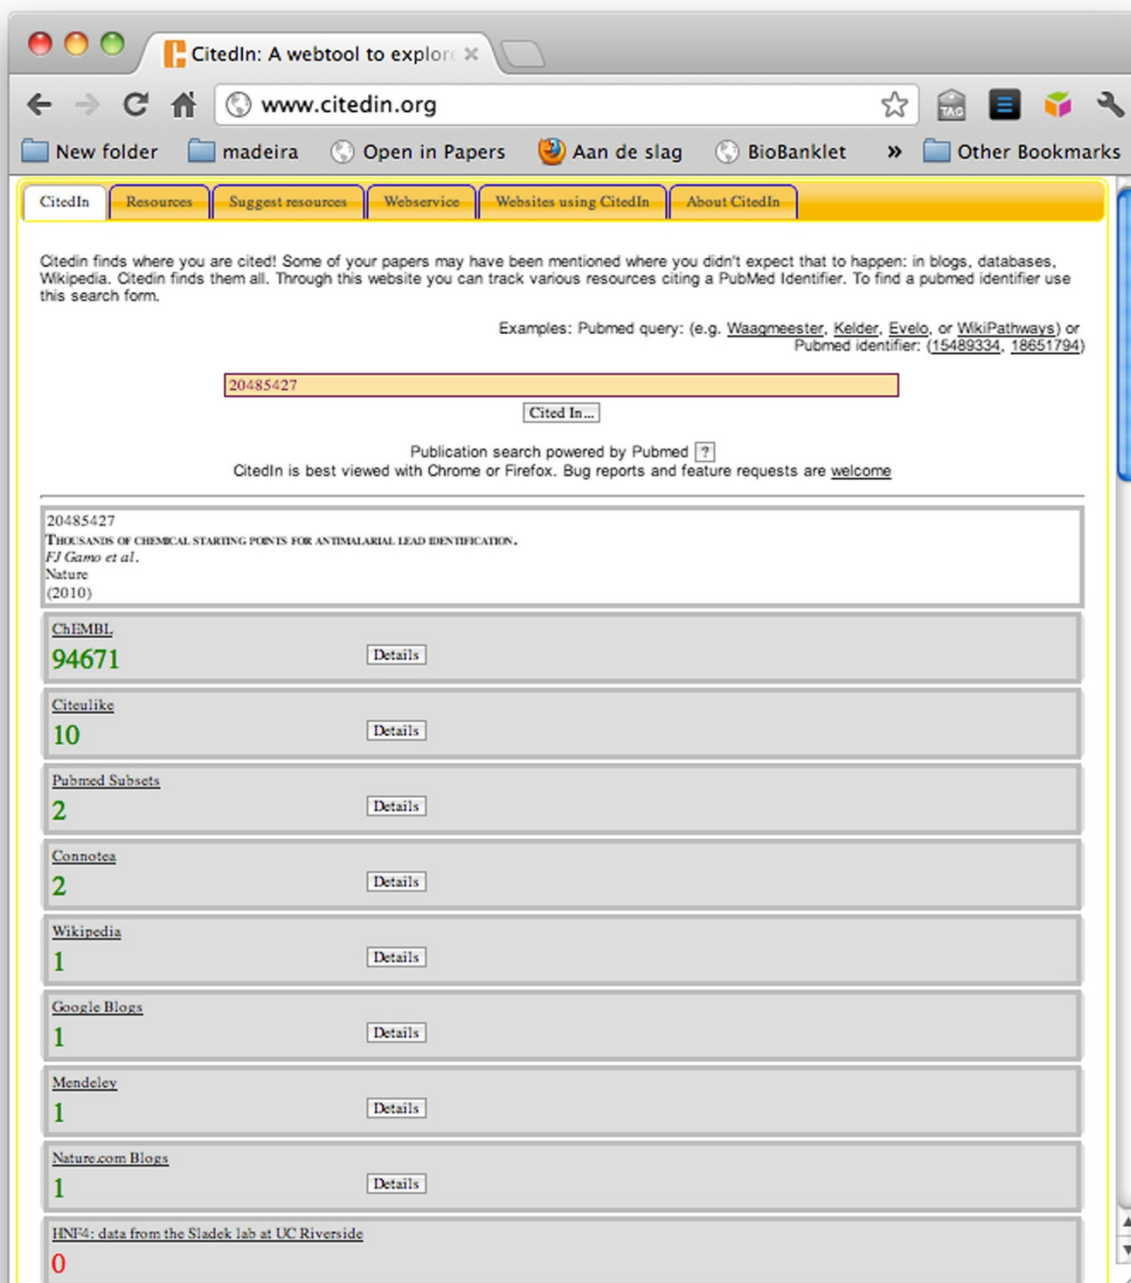 CitedIn: A webtool to explore
www.citedin.org
TAG
New folder madeira Open in Papers Aan de slag BioBanklet » Other Bookmarks
CitedIn Resources Suggest resources Webservice Websites using CitedIn About CitedIn
Citedin finds where you are cited! Some of your papers may have been mentioned where you didn't expect that to happen: in blogs, databases,
Wikipedia. Citedin finds them all. Through this website you can track various resources citing a PubMed Identifier. To find a pubmed identifier use
this search form.
Examples: Pubmed query: (e.g. Waagmeester, Kelder, Evelo, or WikiPathways) or
Pubmed identifier: (15489334, 18651794)
20485427
Cited In...
Publication search powered by Pubmed ?
CitedIn is best viewed with Chrome or Firefox. Bug reports and feature requests are welcome
20485427
Thousands of chemical starting points for antimalarial lead identification.
FJ Gamo et al.
Nature
(2010)
ChEMBL
94671 Details
Citeulike
10 Details
Pubmed Subsets
2 Details
Connotea
2 Details
Wikipedia
1 Details
Google Blogs
1 Details
Mendeley
1 Details
Nature.com Blogs
1 Details
HNF4: data from the Sladek lab at UC Riverside
0